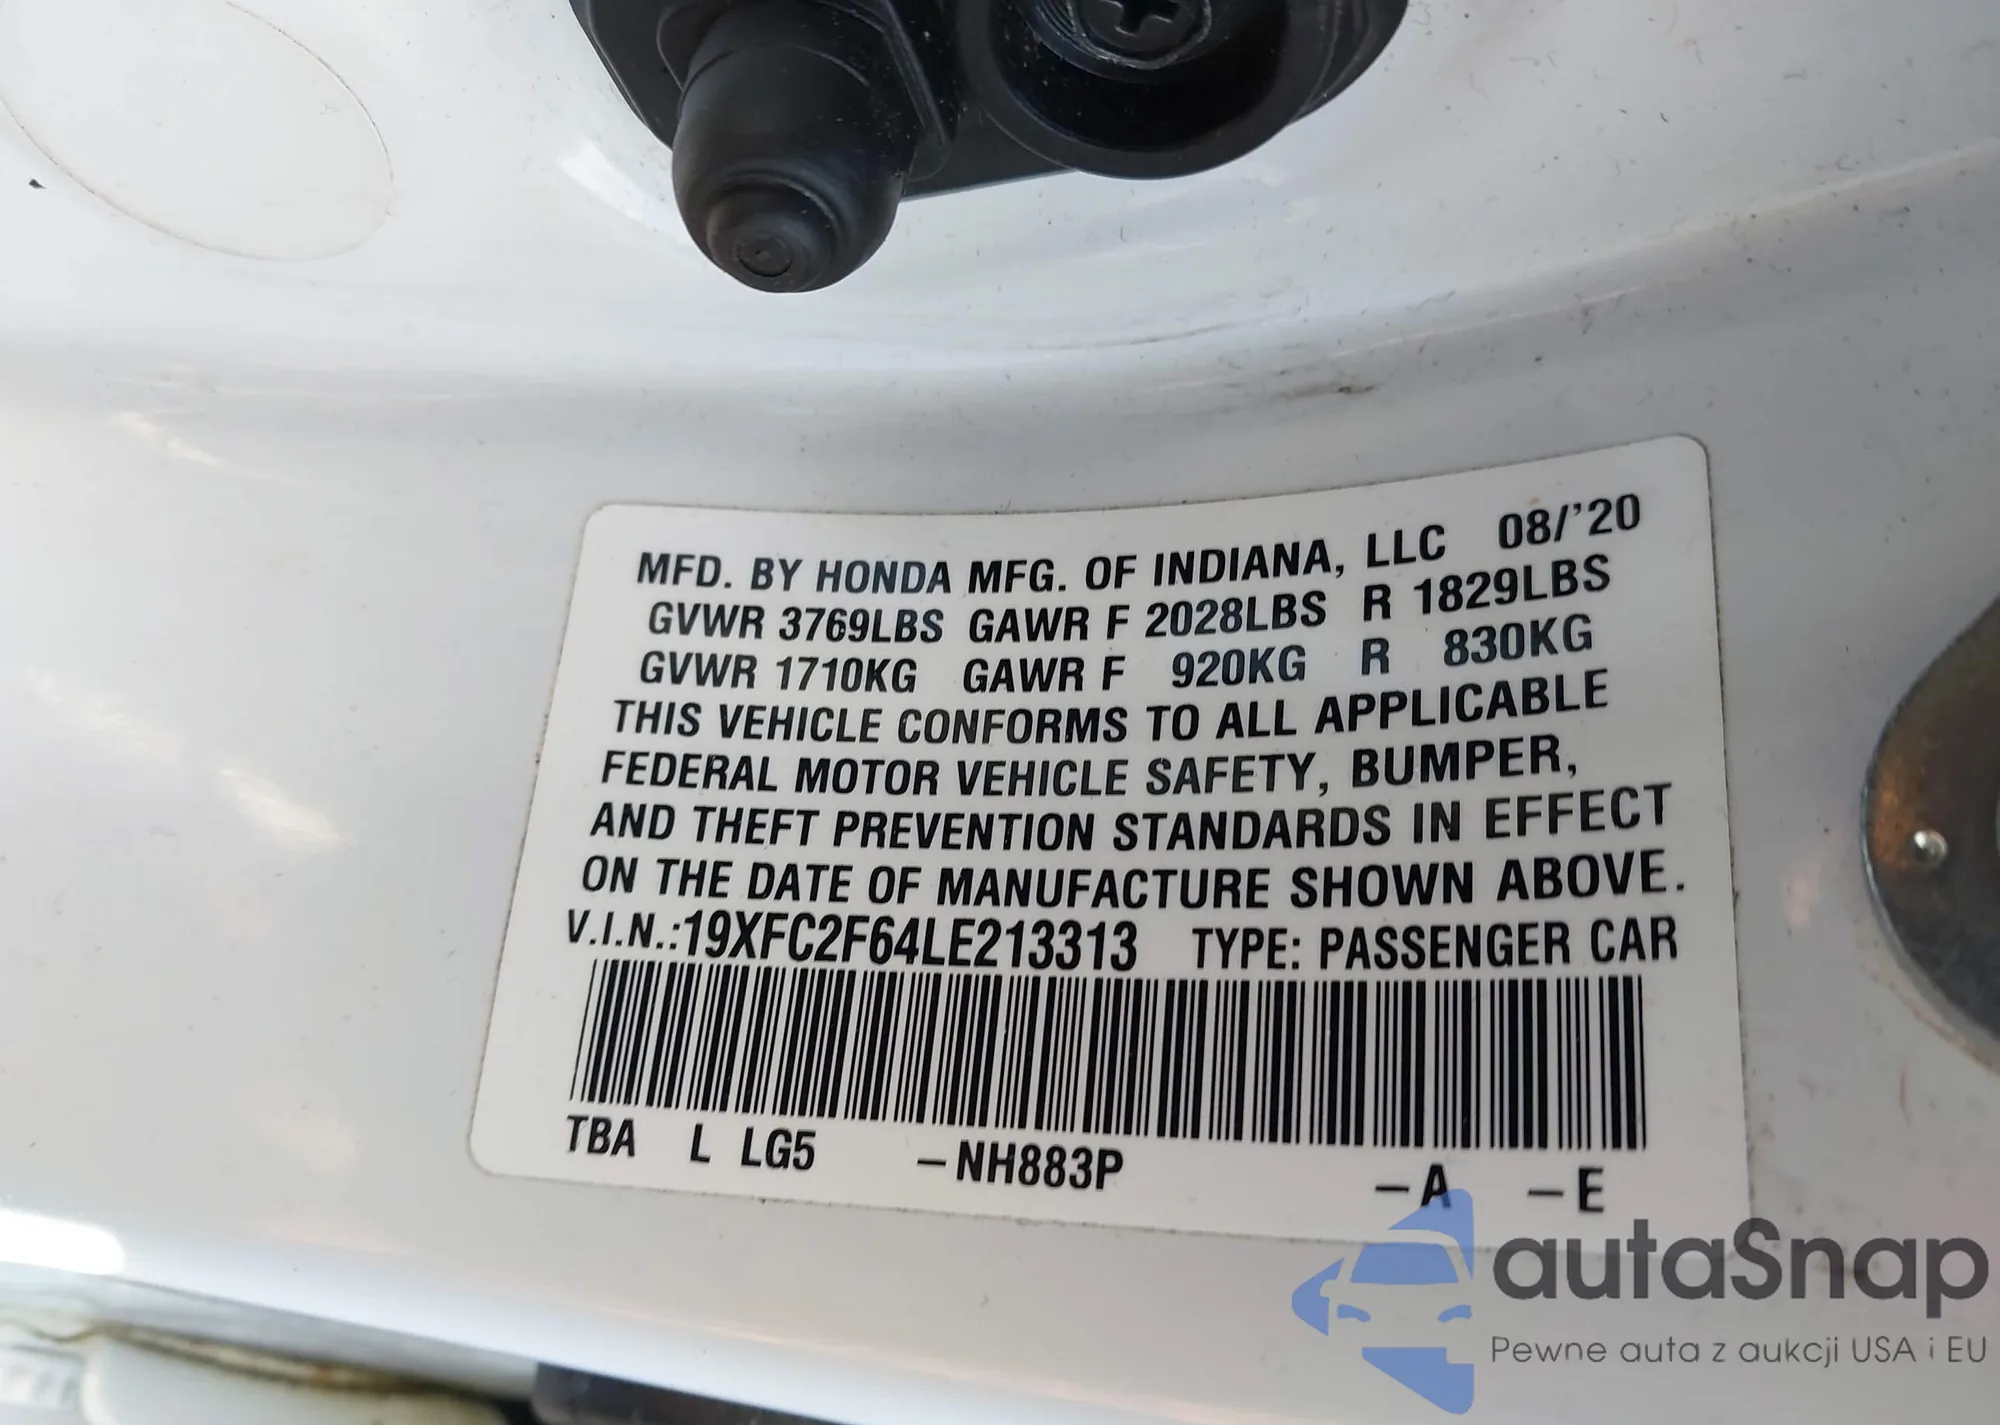 MFD. BY HONDA MFG. OF INDIANA, LLC 08/'20
GVWR 3769LBS GAWR F 2028LBS R 1829LBS
GVWR 1710KG GAWR F 920KG R 830KG
THIS VEHICLE CONFORMS TO ALL APPLICABLE
FEDERAL MOTOR VEHICLE SAFETY, BUMPER,
AND THEFT PREVENTION STANDARDS IN EFFECT
ON THE DATE OF MANUFACTURE SHOWN ABOVE.
V.I.N.:19XFC2F64LE213313 TYPE: PASSENGER CAR
TBA L LG5 –NH883P –A –E
autaSnap
Pewne auta z aukcji USA i EU